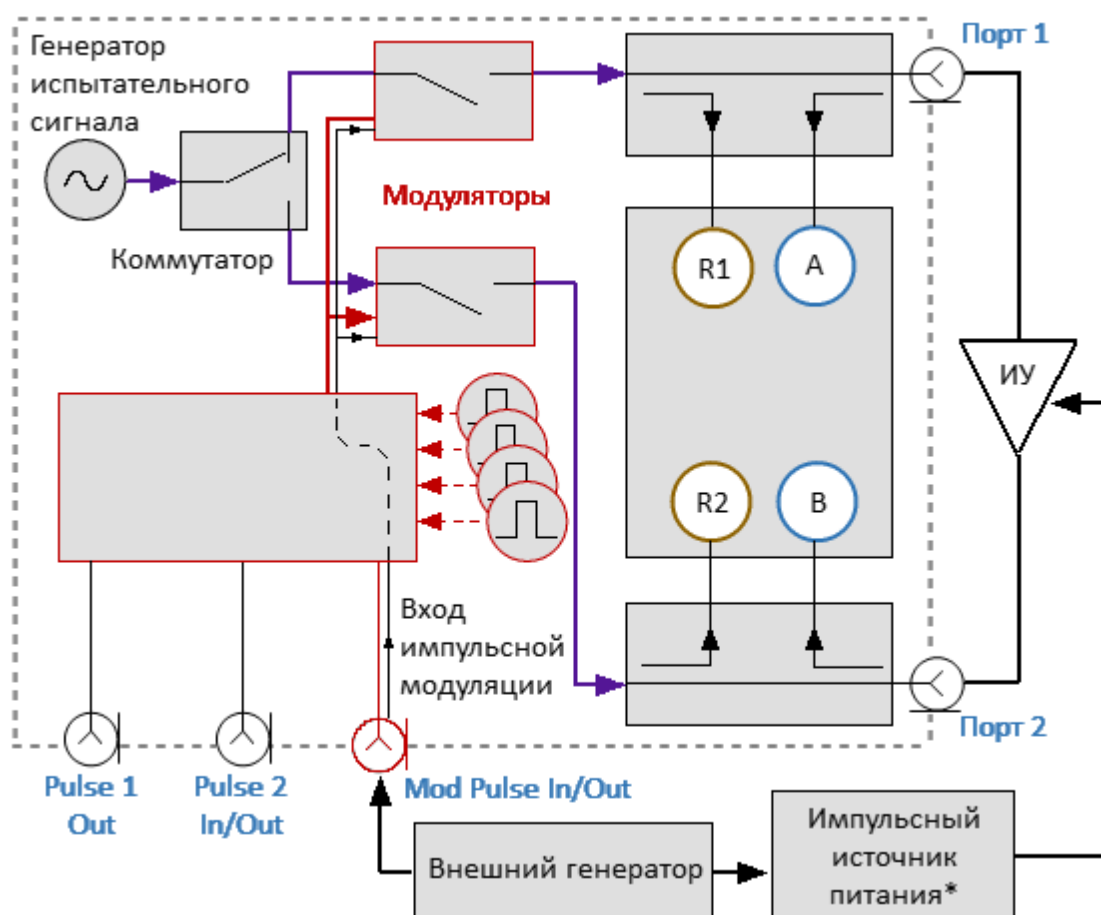 Генератор
испытательного
сигнала
Порт 1
Модуляторы
Коммутатор
R1
A
ИУ
R2
B
Вход
импульсной
модуляции
Порт 2
Pulse 1
Out
Pulse 2
In/Out
Mod Pulse In/Out
Внешний генератор
Импульсный
источник
питания*